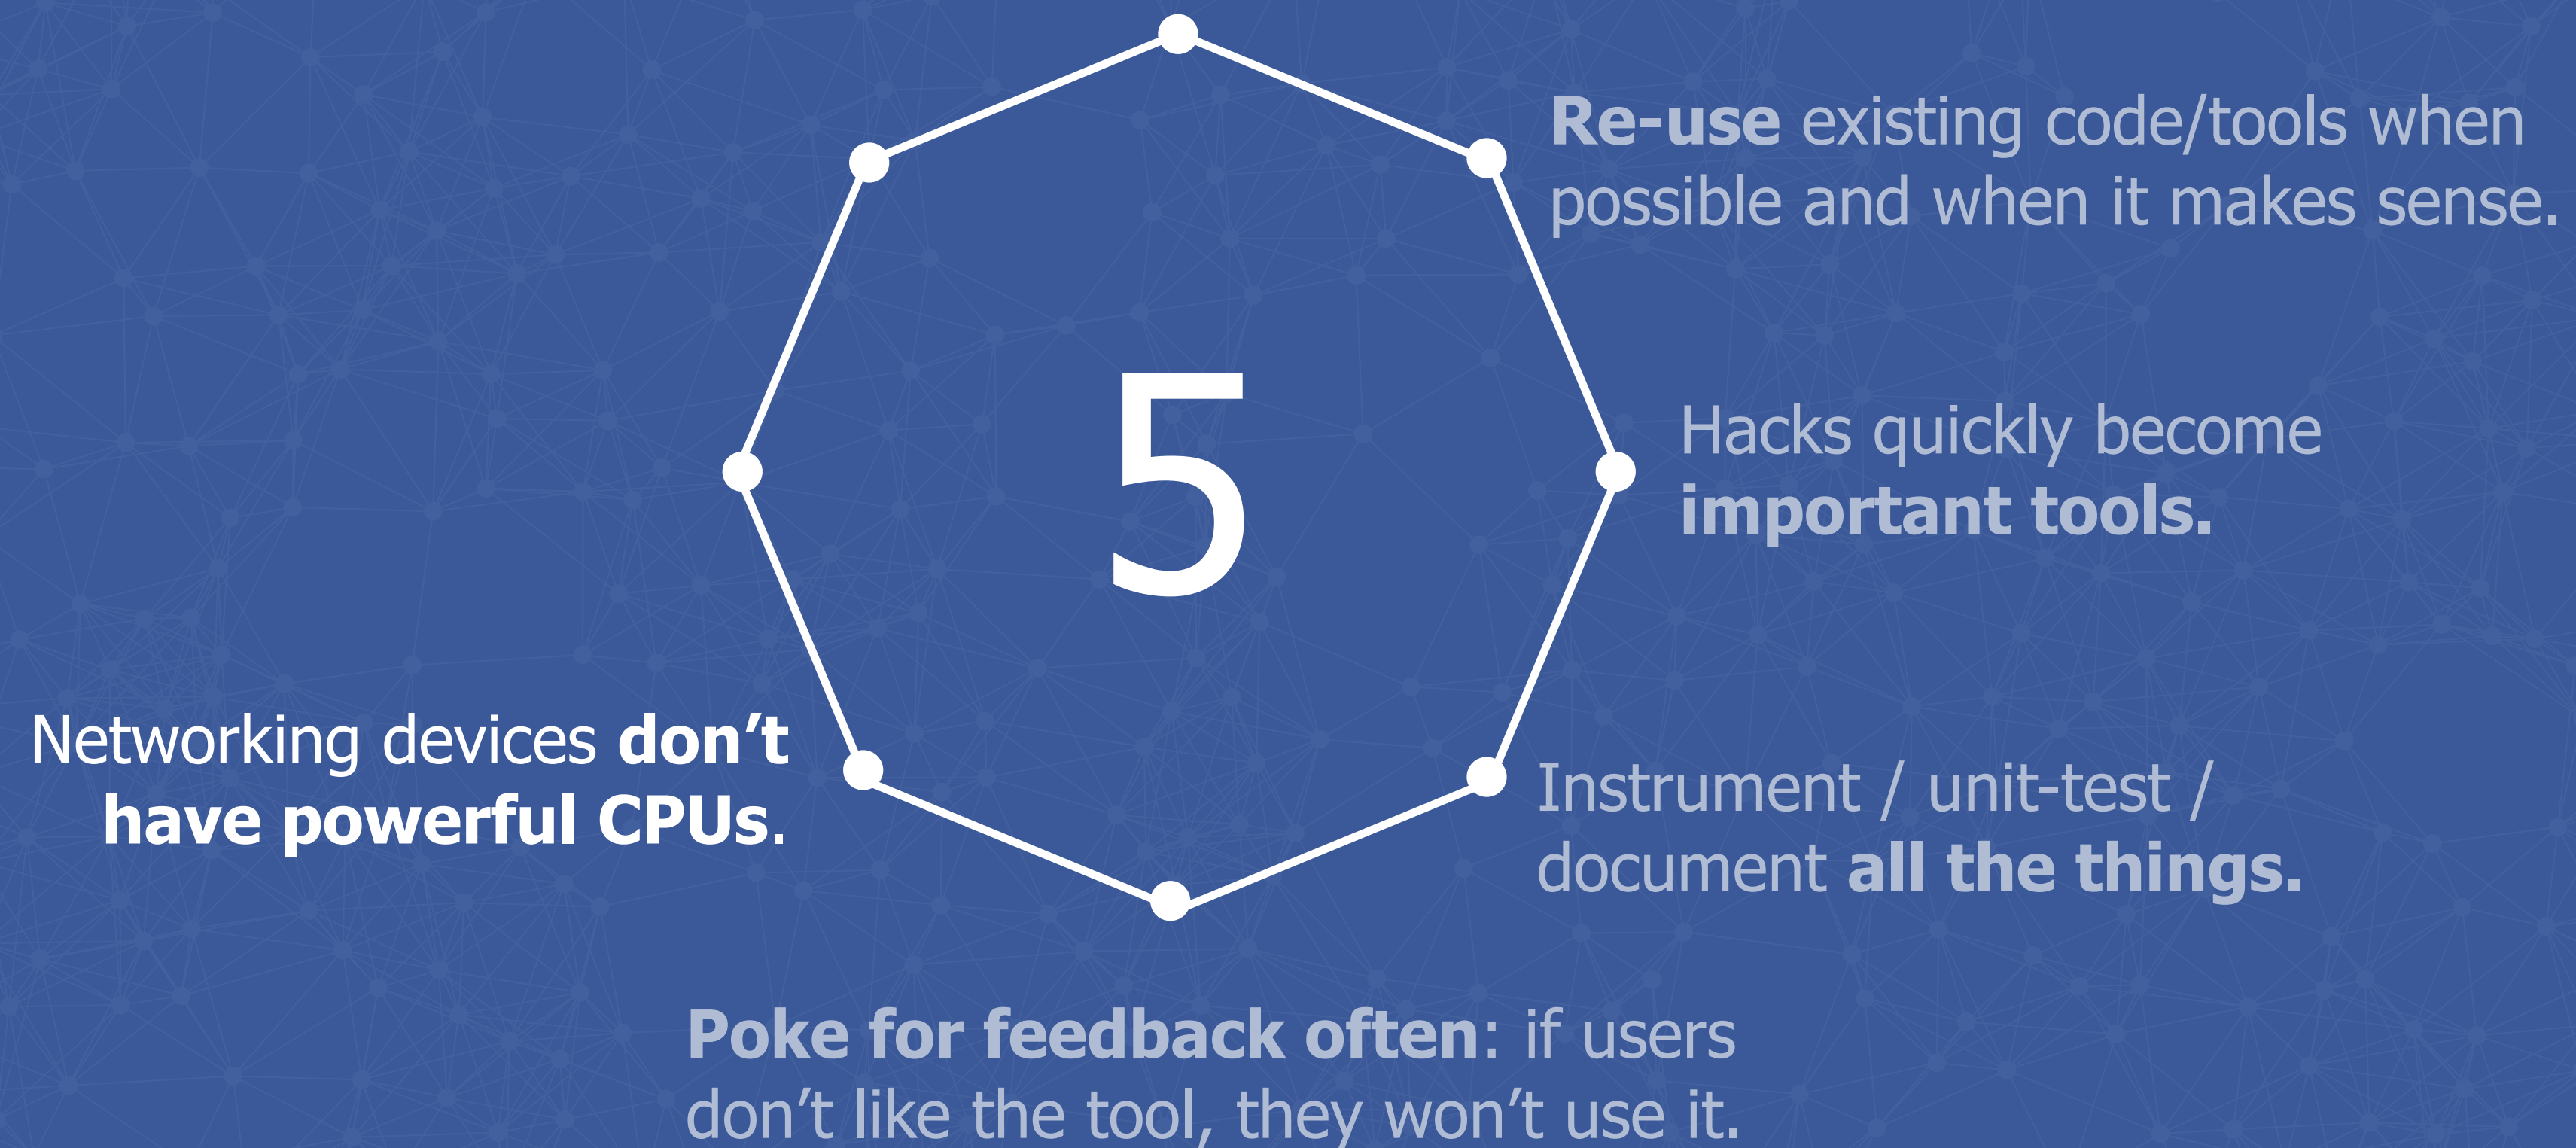 Re-use existing code/tools when
possible and when it makes sense.
Hacks quickly become
important tools.
5
Instrument / unit-test /
document all the things.
Networking devices don’t
have powerful CPUs.
Poke for feedback often: if users
don’t like the tool, they won’t use it.